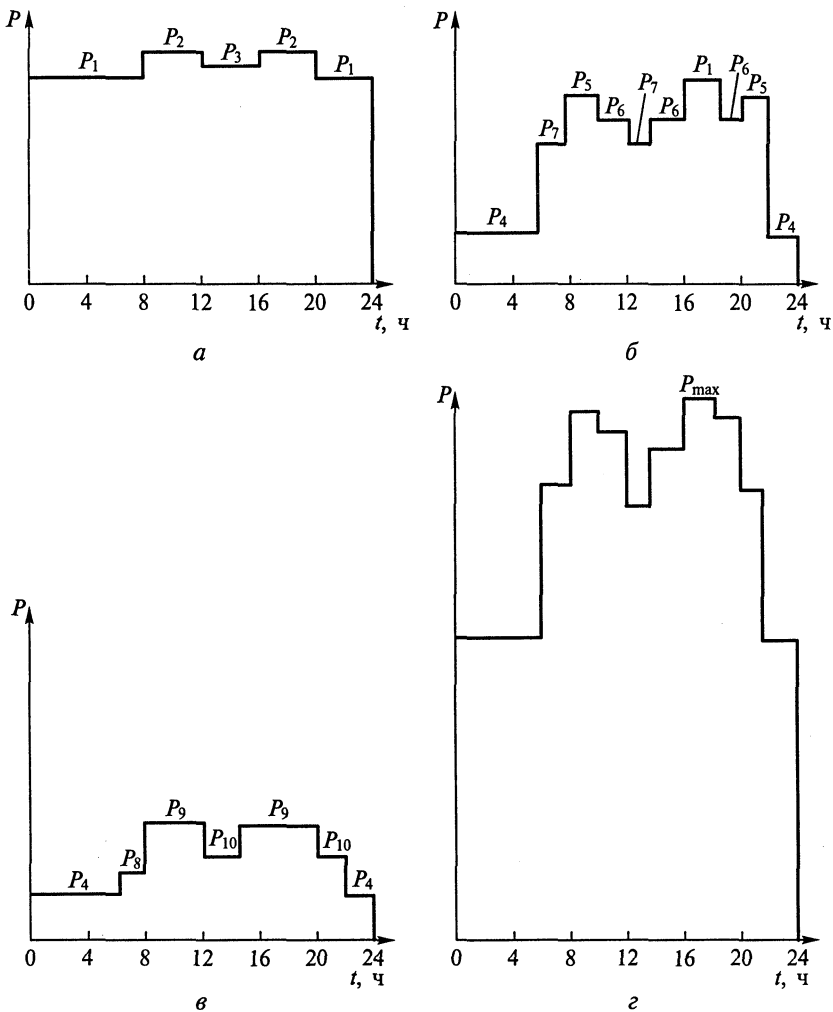 P
P₁ P₂ P₃ P₂ P₁
0 4 8 12 16 20 24
t, ч
а
P₄ P₇ P₅ P₆ P₇ P₆ P₁ P₆ P₅ P₄
0 4 8 12 16 20 24
t, ч
б
P
P₄ P₈ P₉ P₁₀ P₉ P₁₀ P₄
0 4 8 12 16 20 24
t, ч
в
P
Pmax
0 4 8 12 16 20 24
t, ч
г